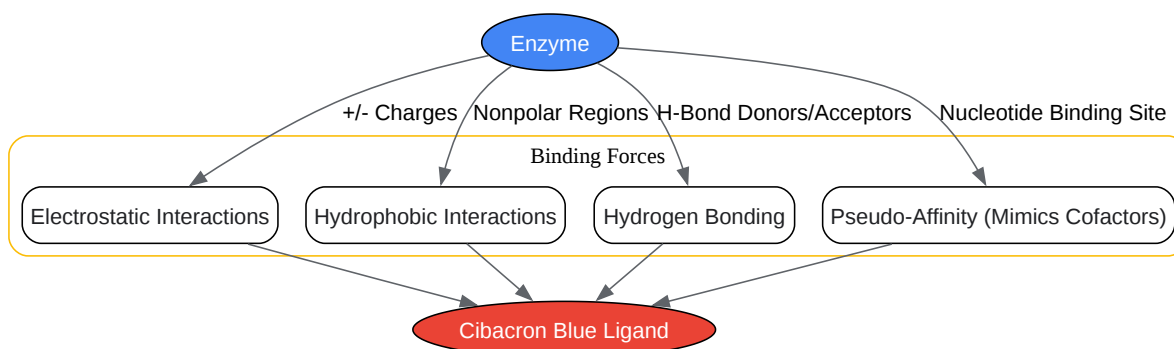 Enzyme
+/- Charges
Nonpolar Regions
H-Bond Donors/Acceptors
Nucleotide Binding Site
Binding Forces
Electrostatic Interactions
Hydrophobic Interactions
Hydrogen Bonding
Pseudo-Affinity (Mimics Cofactors)
Cibacron Blue Ligand